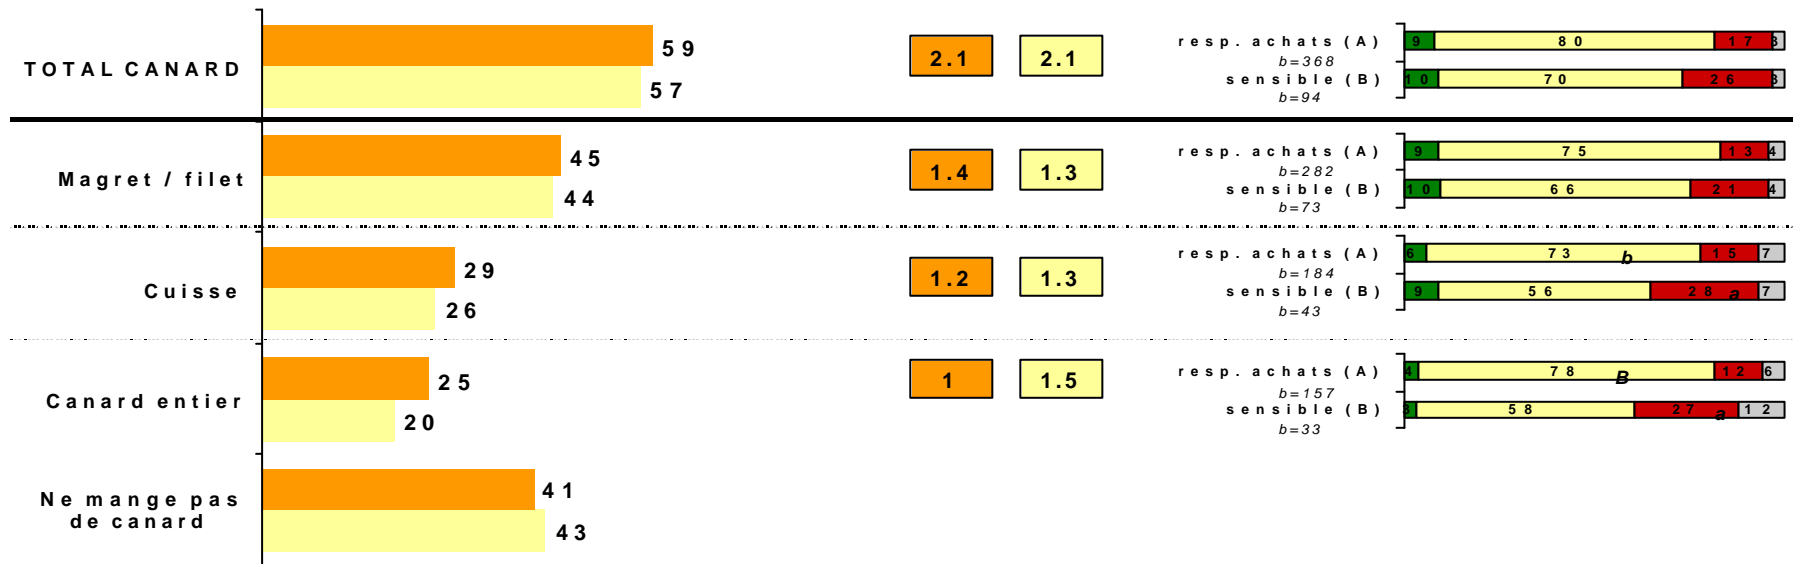 TOTAL CANARD
59
57
2.1
2.1
resp. achats (A)
b=368
sensible (B)
b=94
9
80
17
3
10
70
26
3
Magret / filet
45
44
1.4
1.3
resp. achats (A)
b=282
sensible (B)
b=73
9
75
13
4
10
66
21
4
Cuisse
29
26
1.2
1.3
resp. achats (A)
b=184
sensible (B)
b=43
6
73
b
15
7
9
56
28
a
7
Canard entier
25
20
1
1.5
resp. achats (A)
b=157
sensible (B)
b=33
4
78
B
12
6
3
58
27
a
12
Ne mange pas
de canard
41
43